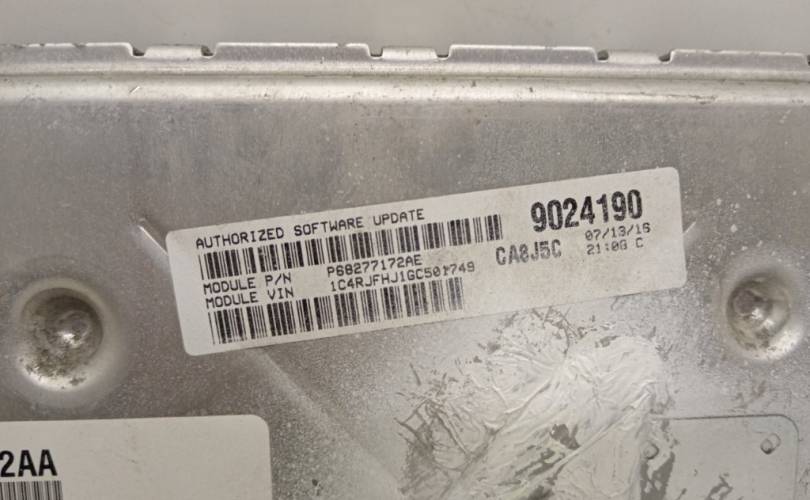 AUTHORIZED SOFTWARE UPDATE
9024190
MODULE P/N P68277172AE
CA8J5C
07/13/16
MODULE VIN 1C4RJFHJ1GC501749
21:08 C
2AA